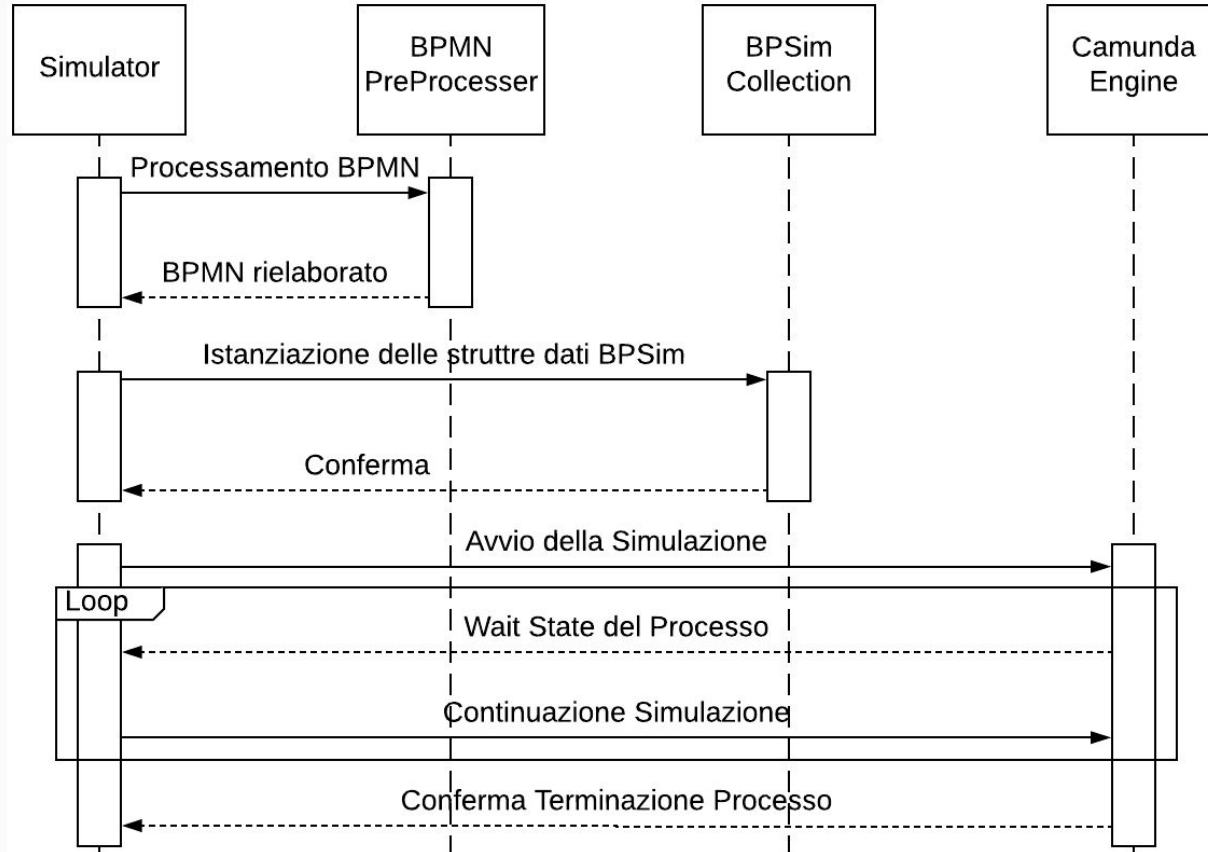 Simulator
BPMN
PreProcesser
BPSim
Collection
Camunda
Engine
Processamento BPMN
BPMN rielaborato
Istanziazione delle struttre dati BPSim
Conferma
Avvio della Simulazione
Loop
Wait State del Processo
Continuazione Simulazione
Conferma Terminazione Processo